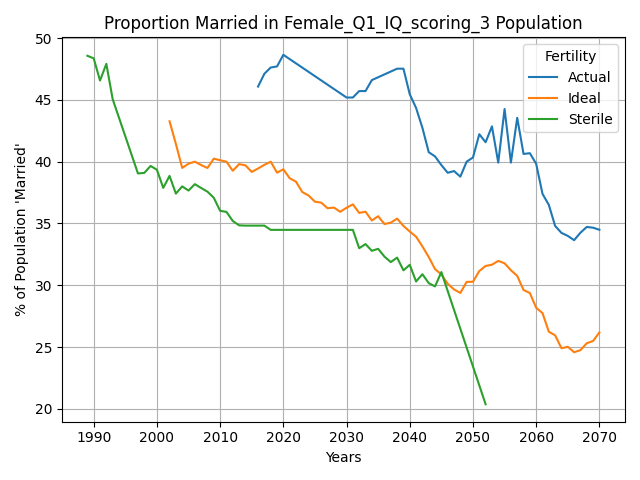 Proportion Married in Female_Q1_IQ_scoring_3 Population
% of Population 'Married'
50
45
40
35
30
25
20
Fertility
Actual
Ideal
Sterile
1990 2000 2010 2020 2030 2040 2050 2060 2070
Years